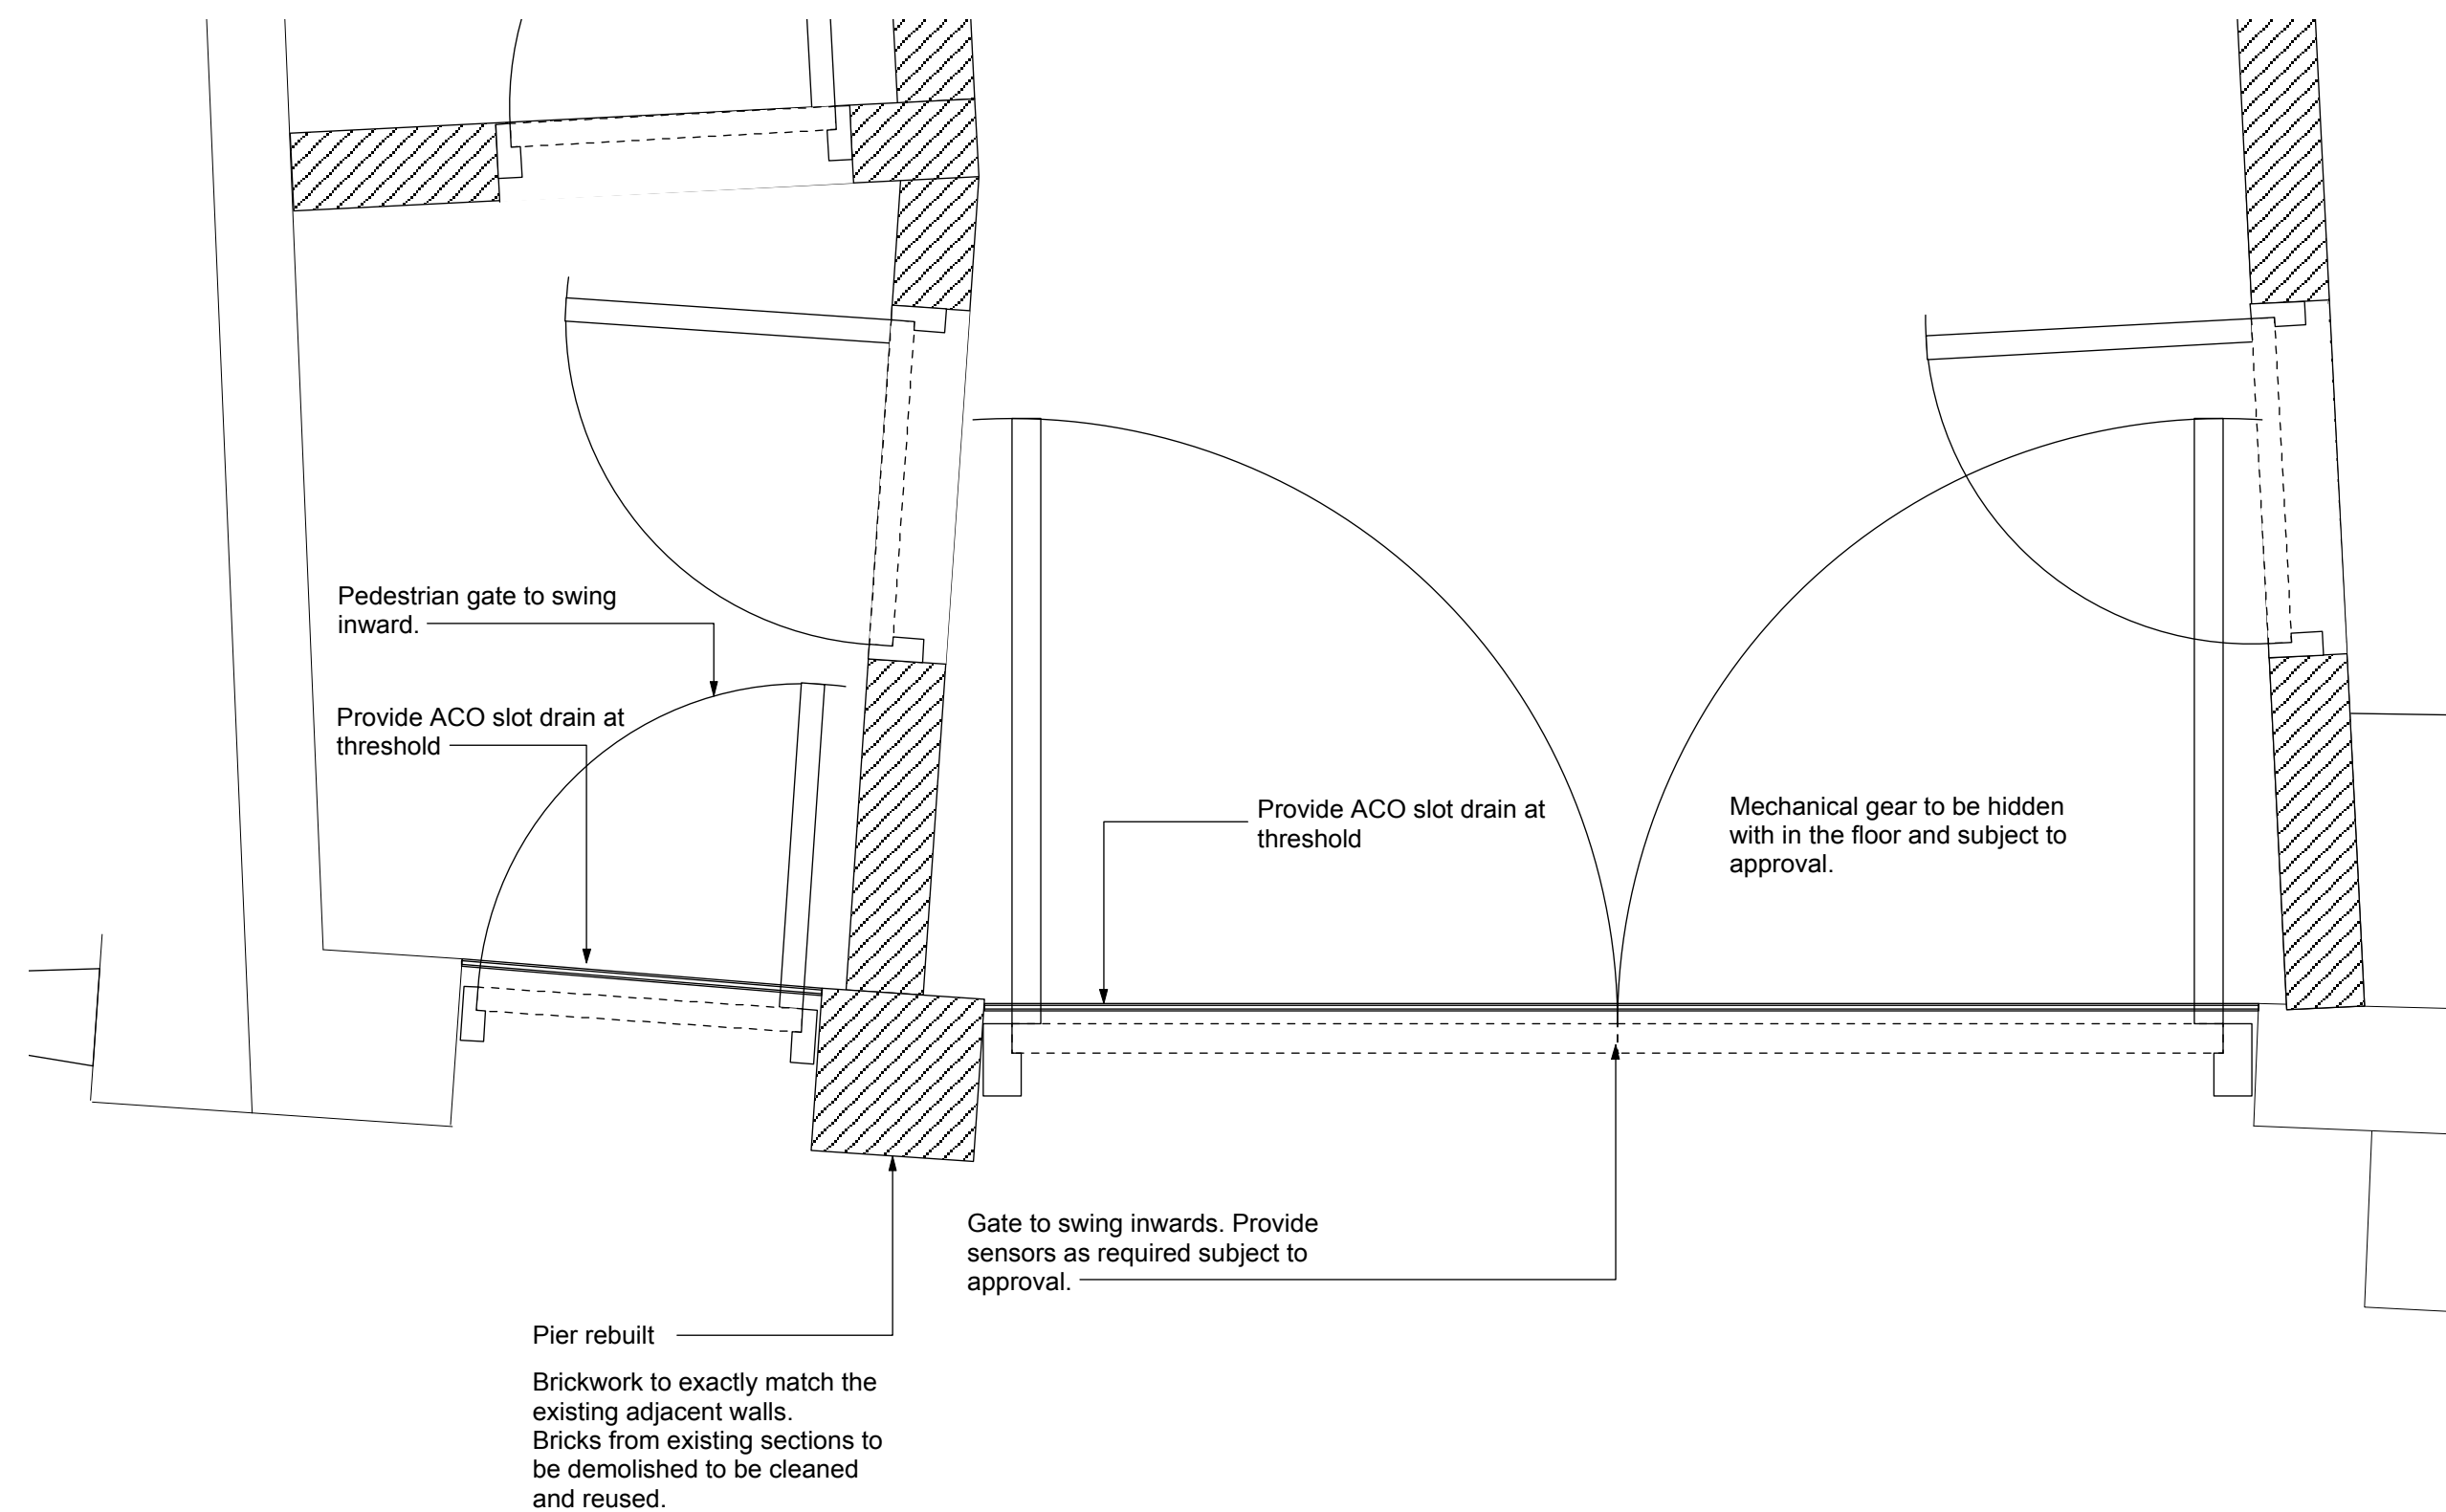 Pedestrian gate to swing
inward.
Provide ACO slot drain at
threshold
Provide ACO slot drain at
threshold
Mechanical gear to be hidden
with in the floor and subject to
approval.
Gate to swing inwards. Provide
sensors as required subject to
approval.
Pier rebuilt
Brickwork to exactly match the
existing adjacent walls.
Bricks from existing sections to
be demolished to be cleaned
and reused.